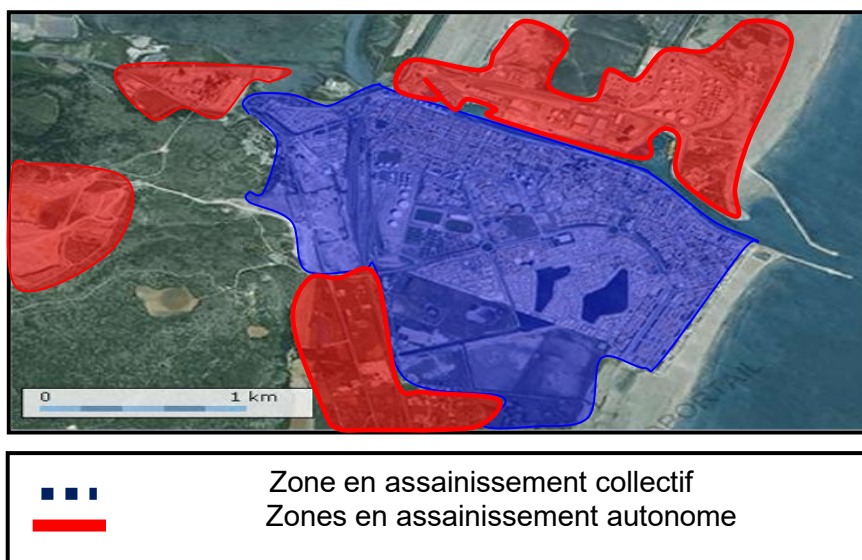 0 1 km
Zone en assainissement collectif
Zones en assainissement autonome